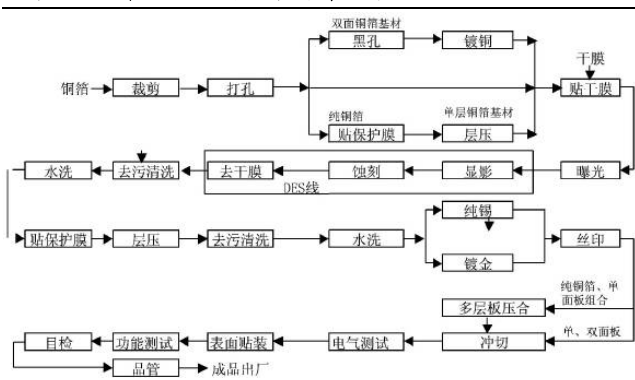 双面铜箔基材
黑孔
镀铜
干膜
铜箔
裁剪
打孔
贴干膜
纯铜箔
单层铜箔基材
贴保护膜
层压
水洗
去污清洗
去干膜
蚀刻
显影
曝光
DES线
贴保护膜
层压
去污清洗
水洗
纯锡
镀金
丝印
纯铜箔、单
面板组合
多层板压合
单、双面板
目检
功能测试
表面贴装
电气测试
冲切
品管
成品出厂